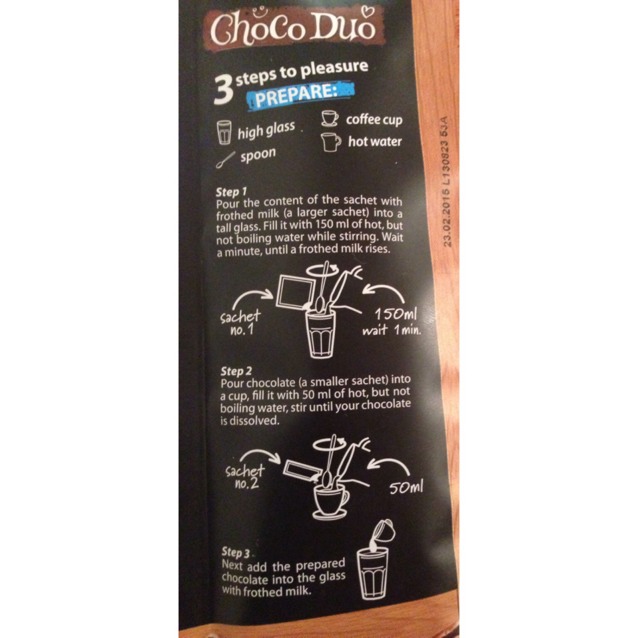 Choco Duo
3 steps to pleasure
PREPARE:
high glass
coffee cup
spoon
hot water
Step 1
Pour the content of the sachet with
frothed milk (a larger sachet) into a
tall glass. Fill it with 150 ml of hot, but
not boiling water while stirring. Wait
a minute, until a frothed milk rises.
sachet
no.1
150ml
wait 1min.
Step 2
Pour chocolate (a smaller sachet) into
a cup, fill it with 50 ml of hot, but not
boiling water, stir until your chocolate
is dissolved.
sachet
no.2
50ml
Step 3
Next add the prepared
chocolate into the glass
with frothed milk.
23.02.2015 L130823 53A